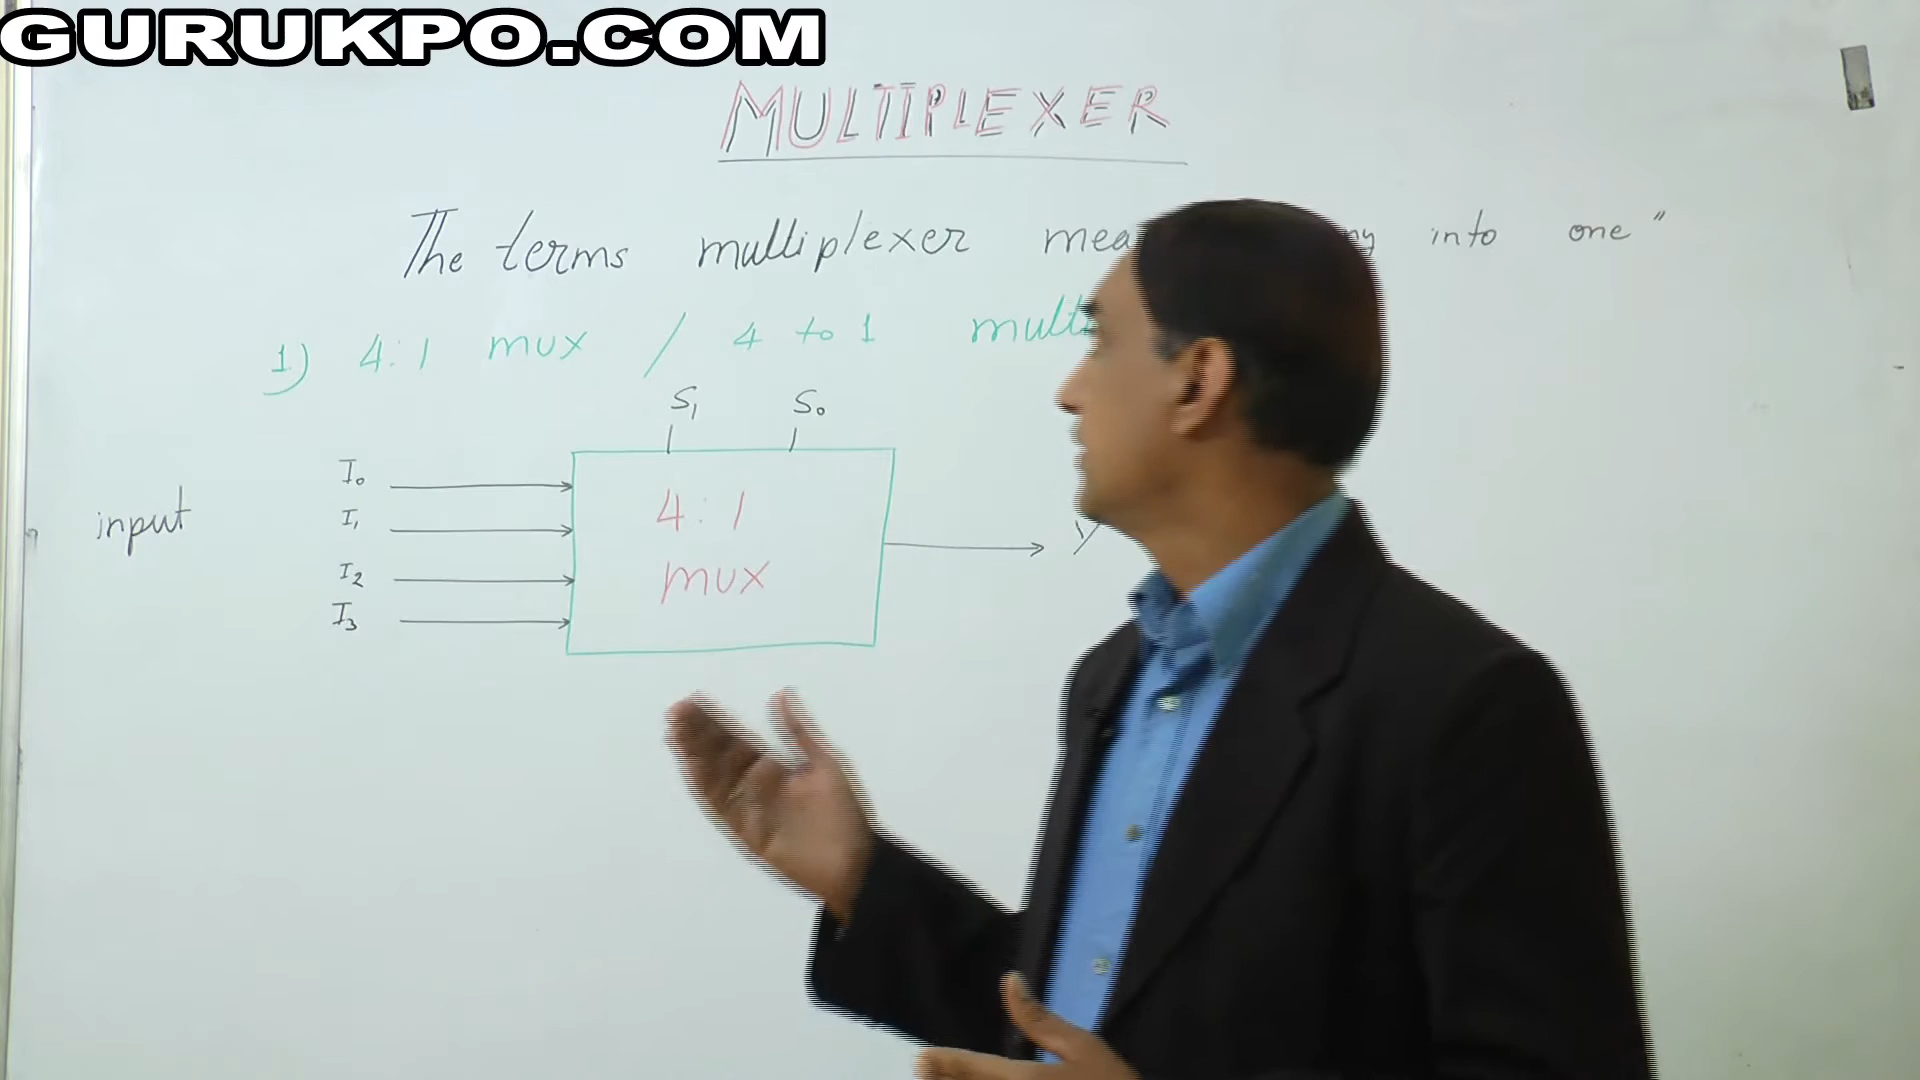 GURUKPO.COM
MULTIPLEXER
The terms multiplexer into one"
1) 4:1 mux / 4 to 1
S1 S0
I0
I1
input
I2
I3
4:1
mux
Y